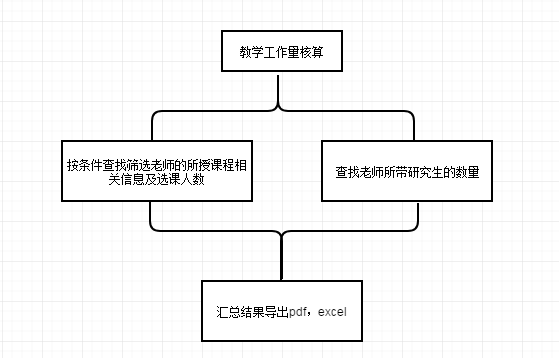 教学工作量核算
按条件查找筛选老师的所授课程相
关信息及选课人数
查找老师所带研究生的数量
汇总结果导出pdf，excel